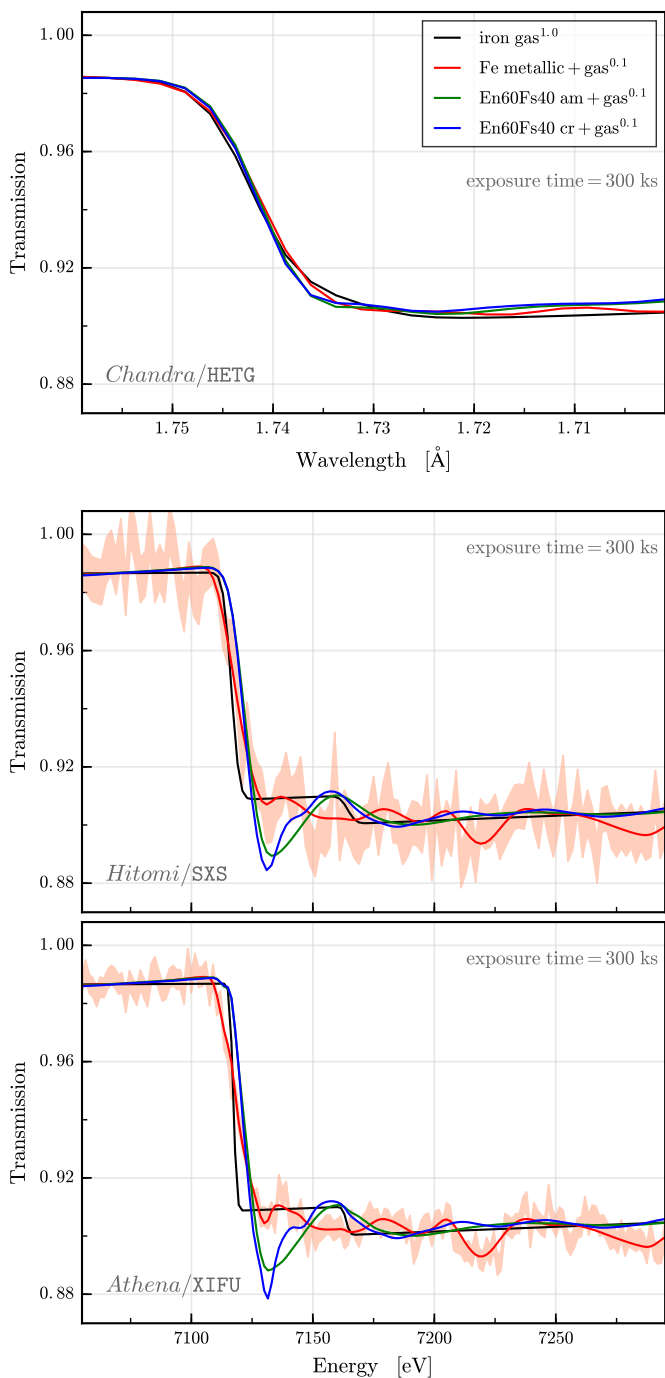 1.00
0.96
0.92
0.88
Transmission
iron gas^1.0
Fe metallic + gas^0.1
En60Fs40 am + gas^0.1
En60Fs40 cr + gas^0.1
exposure time = 300 ks
Chandra/HETG
1.75 1.74 1.73 1.72 1.71
Wavelength [Å]
1.00
0.96
0.92
0.88
Transmission
exposure time = 300 ks
Hitomi/SXS
1.00
0.96
0.92
0.88
Transmission
exposure time = 300 ks
Athena/XIFU
7100 7150 7200 7250
Energy [eV]